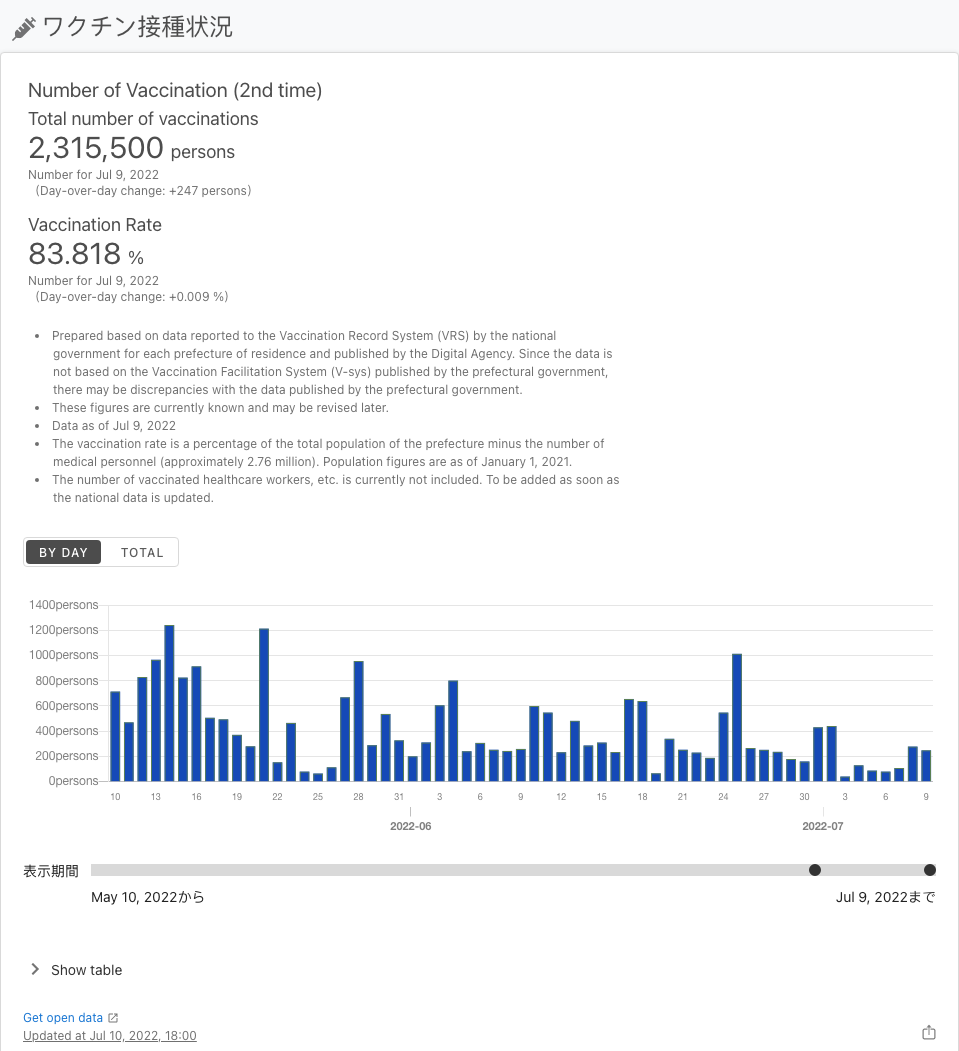 ワクチン接種状況
Number of Vaccination (2nd time)
Total number of vaccinations
2,315,500 persons
Number for Jul 9, 2022
(Day-over-day change: +247 persons)
Vaccination Rate
83.818 %
Number for Jul 9, 2022
(Day-over-day change: +0.009 %)
• Prepared based on data reported to the Vaccination Record System (VRS) by the national
government for each prefecture of residence and published by the Digital Agency. Since the data is
not based on the Vaccination Facilitation System (V-sys) published by the prefectural government,
there may be discrepancies with the data published by the prefectural government.
• These figures are currently known and may be revised later.
• Data as of Jul 9, 2022
• The vaccination rate is a percentage of the total population of the prefecture minus the number of
medical personnel (approximately 2.76 million). Population figures are as of January 1, 2021.
• The number of vaccinated healthcare workers, etc. is currently not included. To be added as soon as
the national data is updated.
BY DAY TOTAL
1400persons
1200persons
1000persons
800persons
600persons
400persons
200persons
0persons
10 13 16 19 22 25 28 31 3 6 9 12 15 18 21 24 27 30 3 6 9
2022-06 2022-07
表示期間
May 10, 2022から Jul 9, 2022まで
Show table
Get open data
Updated at Jul 10, 2022, 18:00